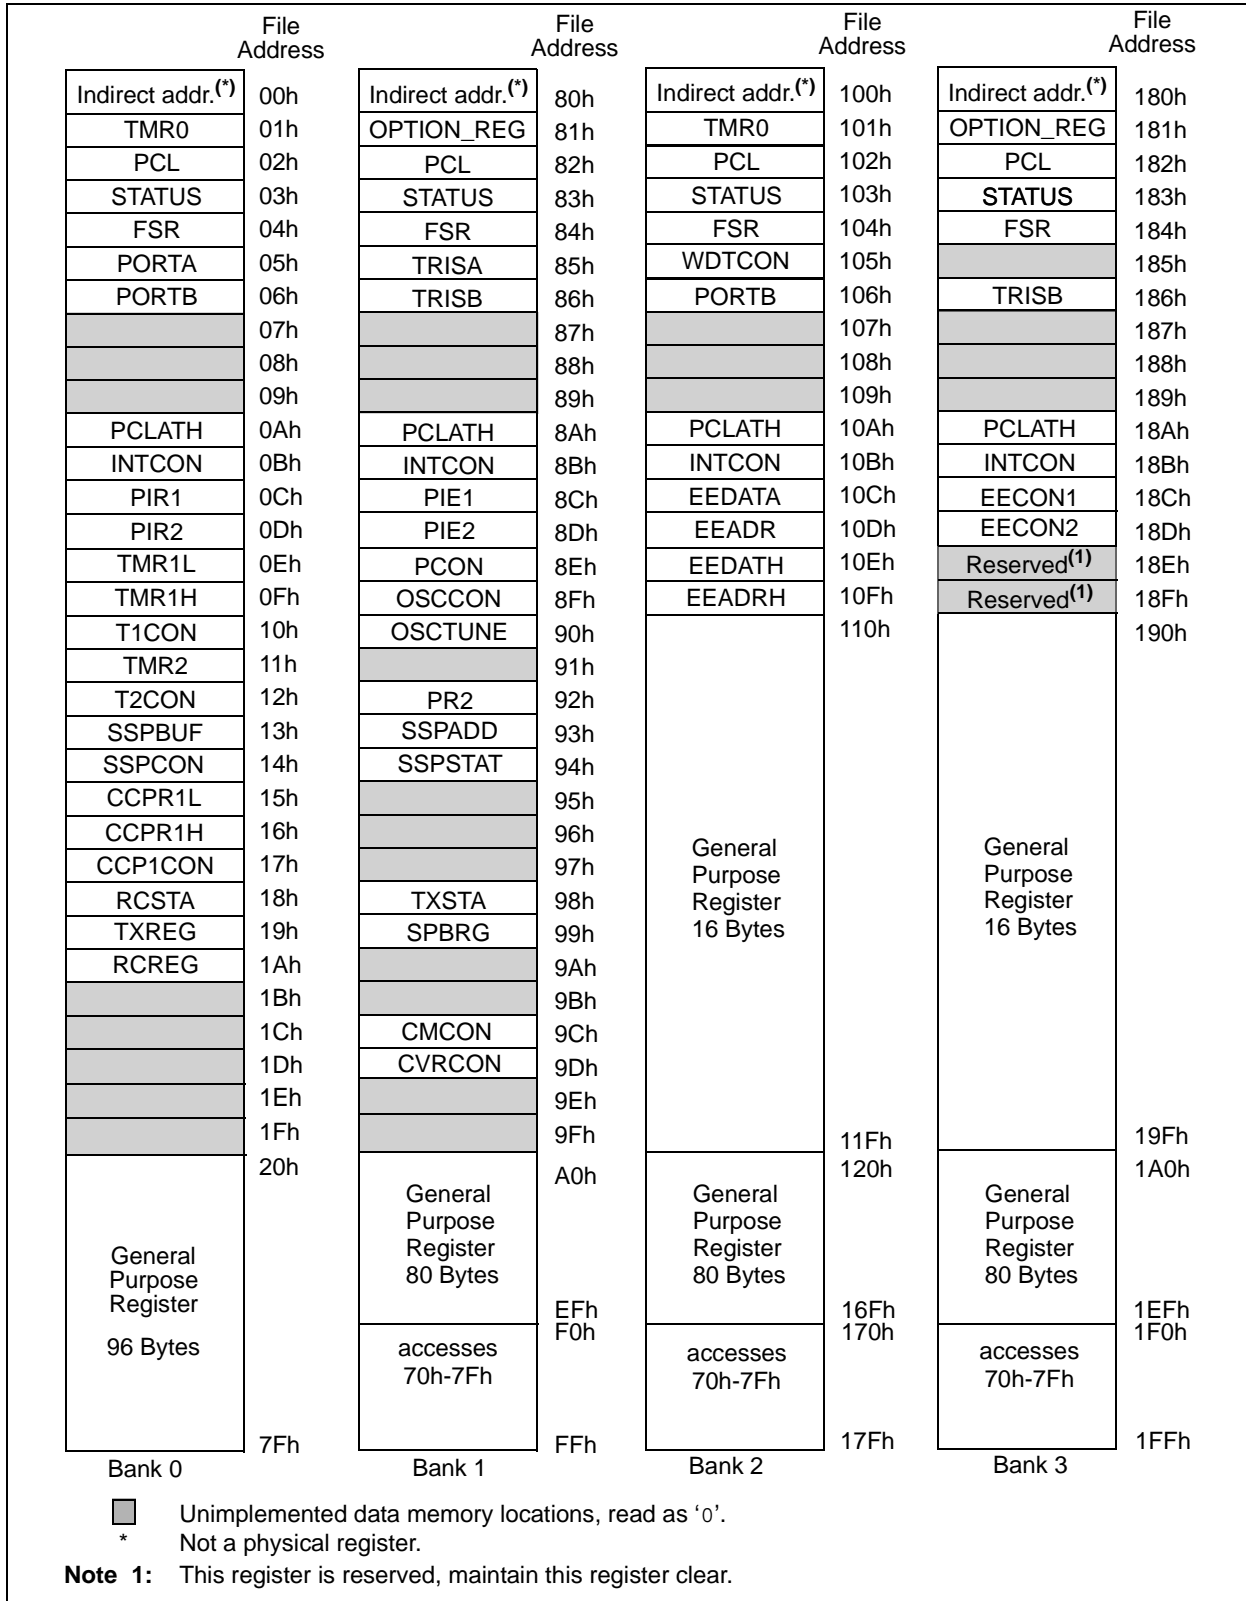 File Address File Address File Address File Address
Indirect addr.(*) 00h Indirect addr.(*) 80h Indirect addr.(*) 100h Indirect addr.(*) 180h
TMR0 01h OPTION_REG 81h TMR0 101h OPTION_REG 181h
PCL 02h PCL 82h PCL 102h PCL 182h
STATUS 03h STATUS 83h STATUS 103h STATUS 183h
FSR 04h FSR 84h FSR 104h FSR 184h
PORTA 05h TRISA 85h WDTCON 105h 185h
PORTB 06h TRISB 86h PORTB 106h TRISB 186h
07h 87h 107h 187h
08h 88h 108h 188h
09h 89h 109h 189h
PCLATH 0Ah PCLATH 8Ah PCLATH 10Ah PCLATH 18Ah
INTCON 0Bh INTCON 8Bh INTCON 10Bh INTCON 18Bh
PIR1 0Ch PIE1 8Ch EEDATA 10Ch EECON1 18Ch
PIR2 0Dh PIE2 8Dh EEADR 10Dh EECON2 18Dh
TMR1L 0Eh PCON 8Eh EEDATH 10Eh Reserved(1) 18Eh
TMR1H 0Fh OSCCON 8Fh EEADRH 10Fh Reserved(1) 18Fh
T1CON 10h OSCTUNE 90h 110h 190h
TMR2 11h 91h
T2CON 12h PR2 92h
SSPBUF 13h SSPADD 93h
SSPCON 14h SSPSTAT 94h
CCPR1L 15h 95h
CCPR1H 16h 96h General General
CCP1CON 17h 97h Purpose Purpose
RCSTA 18h TXSTA 98h Register Register
TXREG 19h SPBRG 99h 16 Bytes 16 Bytes
RCREG 1Ah 9Ah
1Bh 9Bh
1Ch CMCON 9Ch
1Dh CVRCON 9Dh
1Eh 9Eh
1Fh 9Fh 11Fh 19Fh
20h A0h 120h 1A0h
General General General
Purpose Purpose Purpose
General Register Register Register
Purpose 80 Bytes 80 Bytes 80 Bytes
Register EFh 16Fh 1EFh
F0h 170h 1F0h
96 Bytes accesses accesses accesses
70h-7Fh 70h-7Fh 70h-7Fh
7Fh FFh 17Fh 1FFh
Bank 0 Bank 1 Bank 2 Bank 3
Unimplemented data memory locations, read as ‘0’.
* Not a physical register.
Note 1: This register is reserved, maintain this register clear.